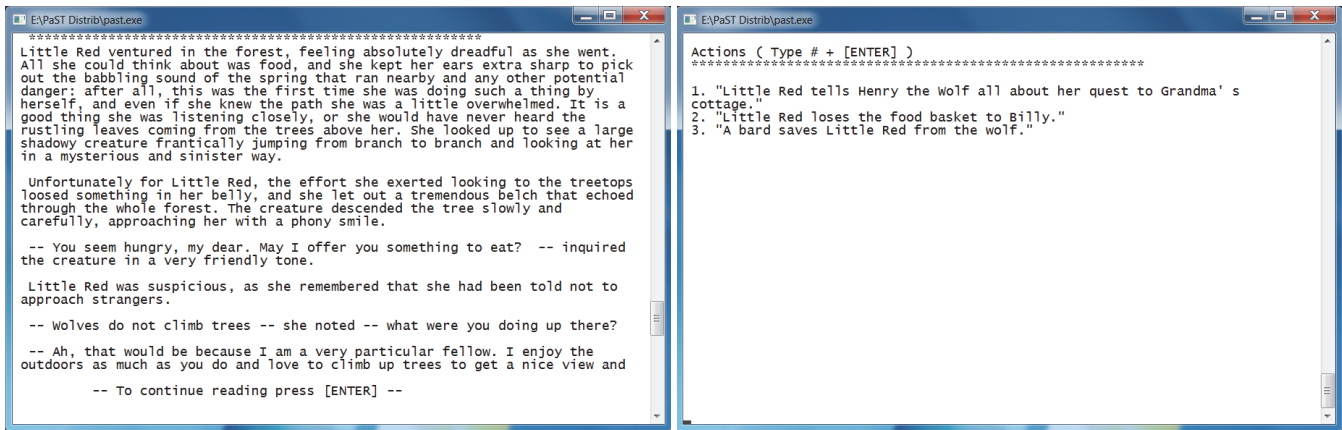 E:\PaST Distrib\past.exe
*********************************************************
Little Red ventured in the forest, feeling absolutely dreadful as she went.
All she could think about was food, and she kept her ears extra sharp to pick
out the babbling sound of the spring that ran nearby and any other potential
danger: after all, this was the first time she was doing such a thing by
herself, and even if she knew the path she was a little overwhelmed. It is a
good thing she was listening closely, or she would have never heard the
rustling leaves coming from the trees above her. She looked up to see a large
shadowy creature frantically jumping from branch to branch and looking at her
in a mysterious and sinister way.
Unfortunately for Little Red, the effort she exerted looking to the treetops
loosed something in her belly, and she let out a tremendous belch that echoed
through the whole forest. The creature descended the tree slowly and
carefully, approaching her with a phony smile.
-- You seem hungry, my dear. May I offer you something to eat? -- inquired
the creature in a very friendly tone.
Little Red was suspicious, as she remembered that she had been told not to
approach strangers.
-- Wolves do not climb trees -- she noted -- what were you doing up there?
-- Ah, that would be because I am a very particular fellow. I enjoy the
outdoors as much as you do and love to climb up trees to get a nice view and
-- To continue reading press [ENTER] --
E:\PaST Distrib\past.exe
Actions ( Type # + [ENTER] )
*********************************************************
1. "Little Red tells Henry the Wolf all about her quest to Grandma' s
cottage."
2. "Little Red loses the food basket to Billy."
3. "A bard saves Little Red from the wolf."